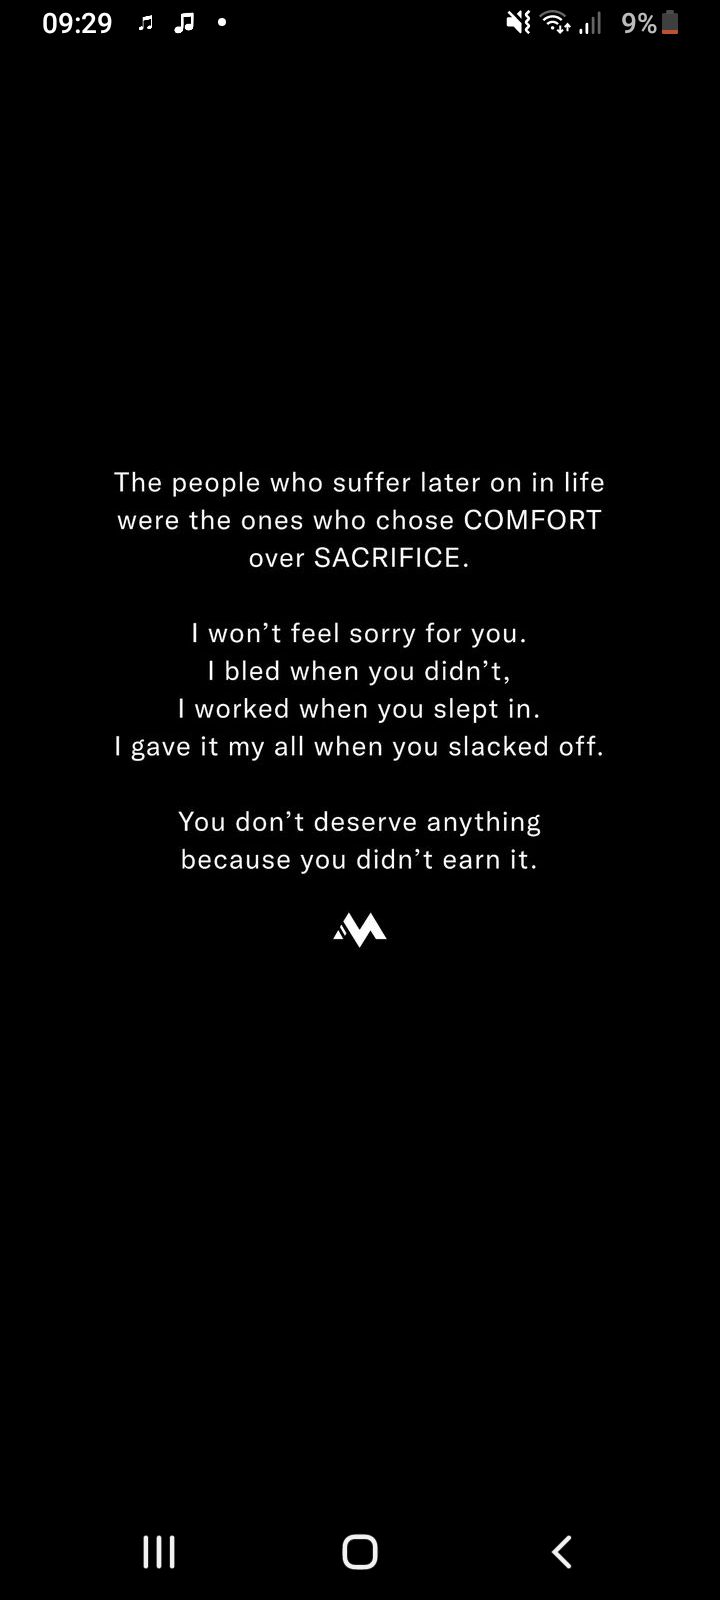 09:29
9%
The people who suffer later on in life
were the ones who chose COMFORT
over SACRIFICE.
I won’t feel sorry for you.
I bled when you didn’t,
I worked when you slept in.
I gave it my all when you slacked off.
You don’t deserve anything
because you didn’t earn it.